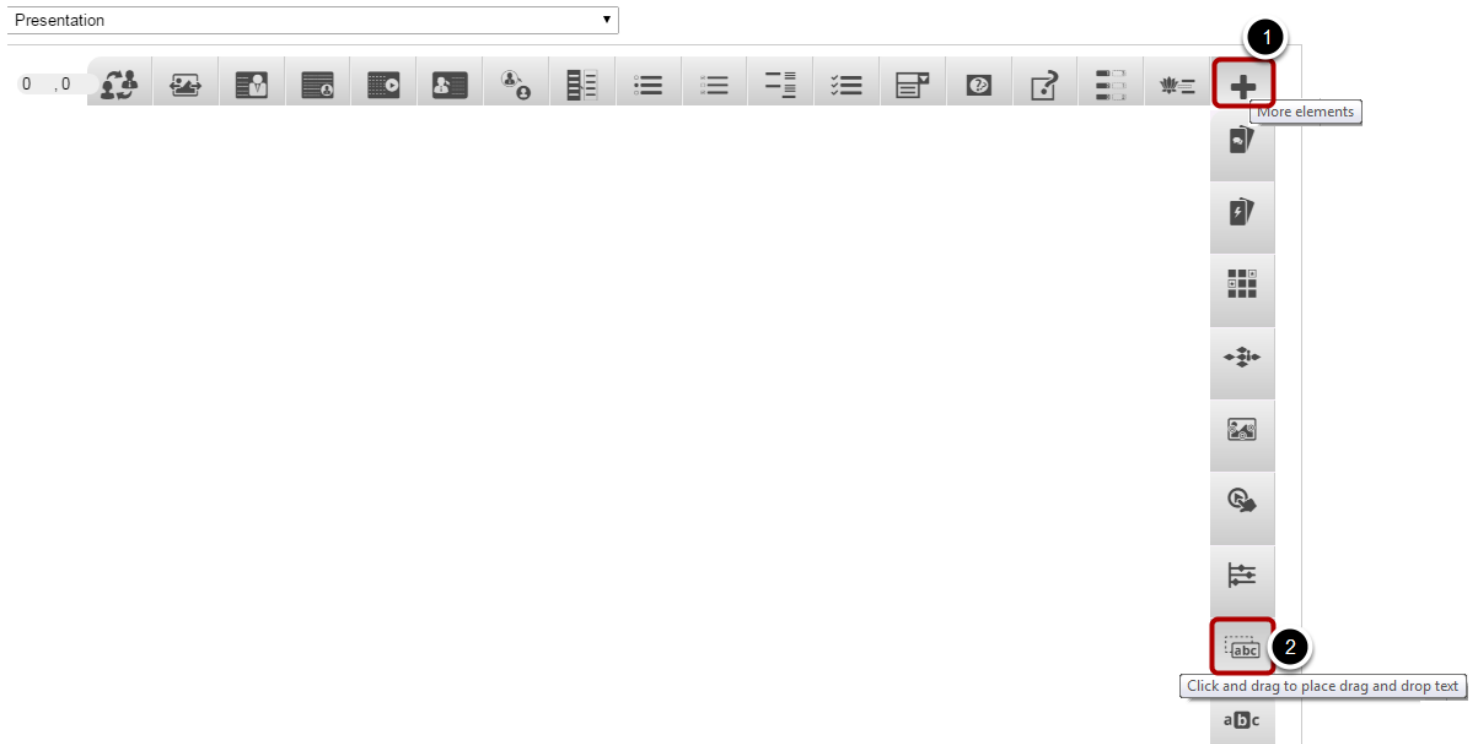 Presentation
1
0 , 0
More elements
abc
2
Click and drag to place drag and drop text
abc